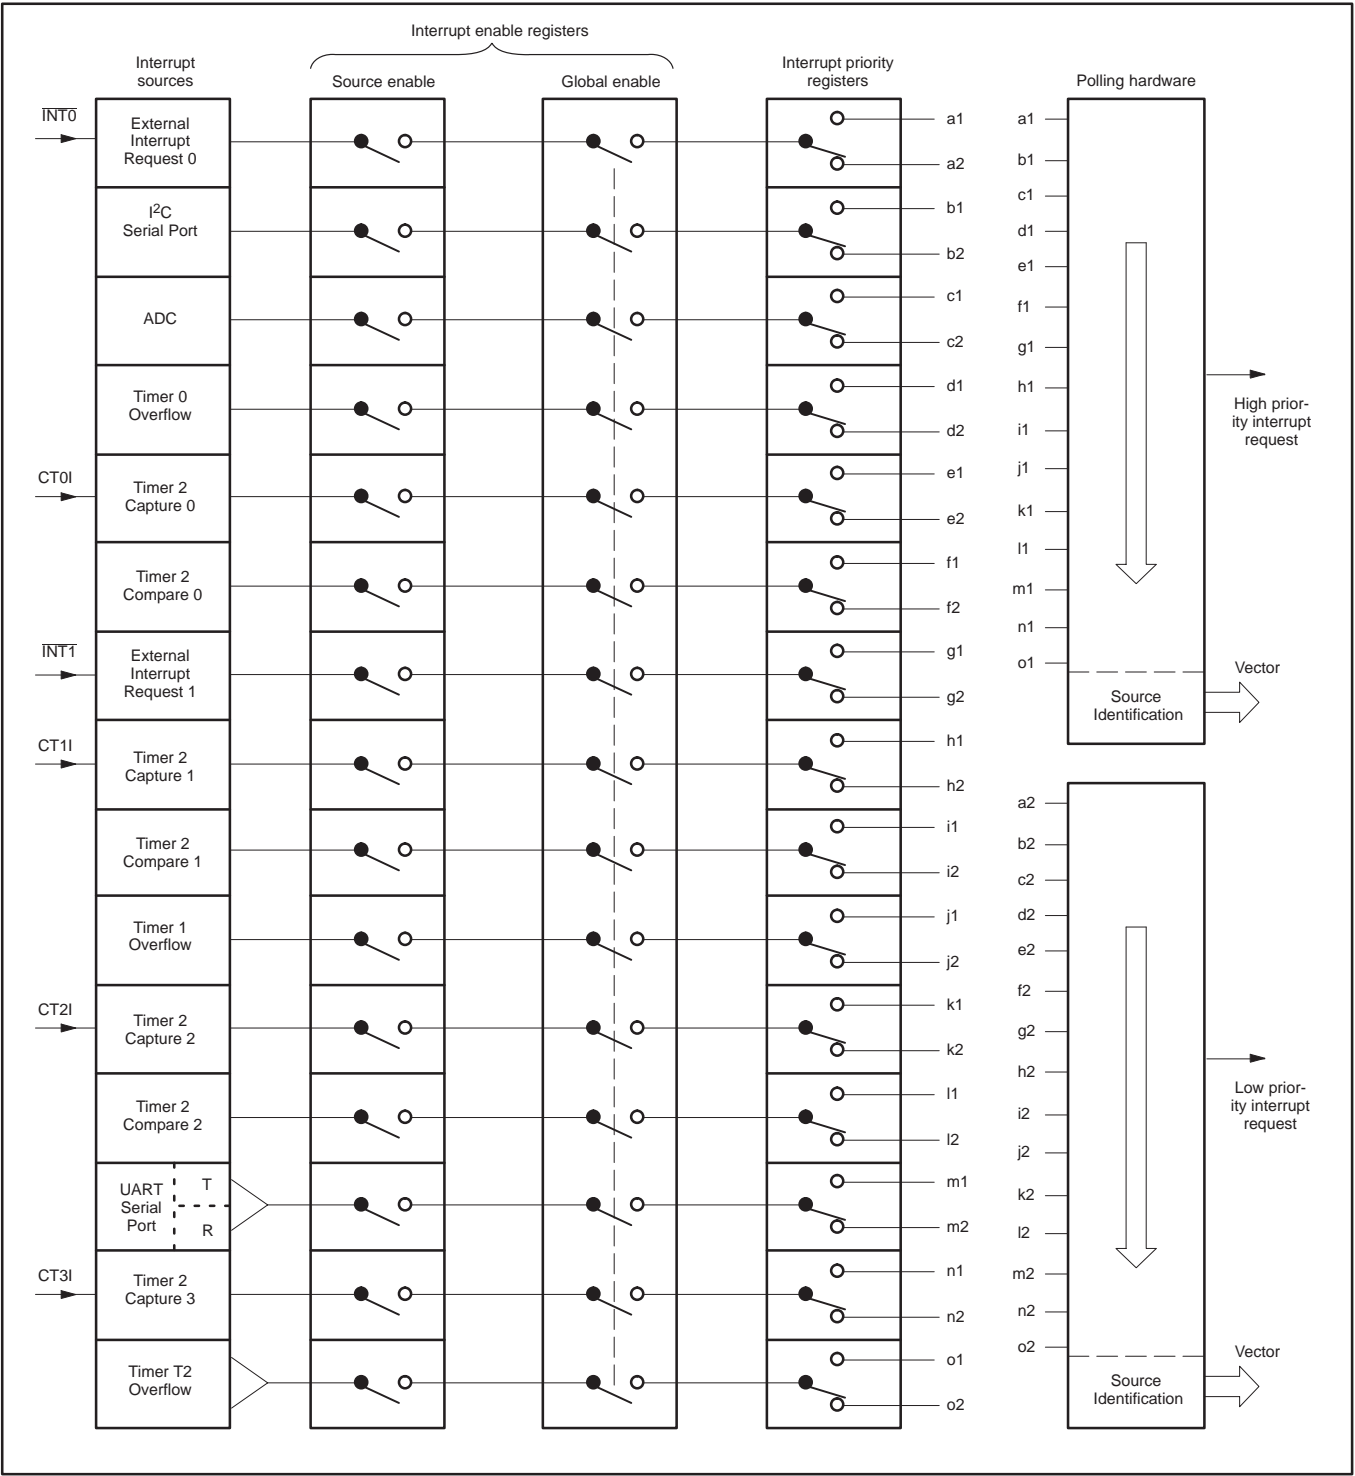 Interrupt enable registers
Interrupt
sources
Source enable
Global enable
Interrupt priority
registers
Polling hardware
INT0
External
Interrupt
Request 0
a1
a2
I2C
Serial Port
b1
b2
ADC
c1
c2
Timer 0
Overflow
d1
d2
CT0I
Timer 2
Capture 0
e1
e2
Timer 2
Compare 0
f1
f2
INT1
External
Interrupt
Request 1
g1
g2
CT1I
Timer 2
Capture 1
h1
h2
Timer 2
Compare 1
i1
i2
Timer 1
Overflow
j1
j2
CT2I
Timer 2
Capture 2
k1
k2
Timer 2
Compare 2
l1
l2
UART
Serial
Port
T
R
m1
m2
CT3I
Timer 2
Capture 3
n1
n2
Timer T2
Overflow
o1
o2
a1
b1
c1
d1
e1
f1
g1
h1
i1
j1
k1
l1
m1
n1
o1
High prior-
ity interrupt
request
Source
Identification
Vector
a2
b2
c2
d2
e2
f2
g2
h2
i2
j2
k2
l2
m2
n2
o2
Low prior-
ity interrupt
request
Source
Identification
Vector